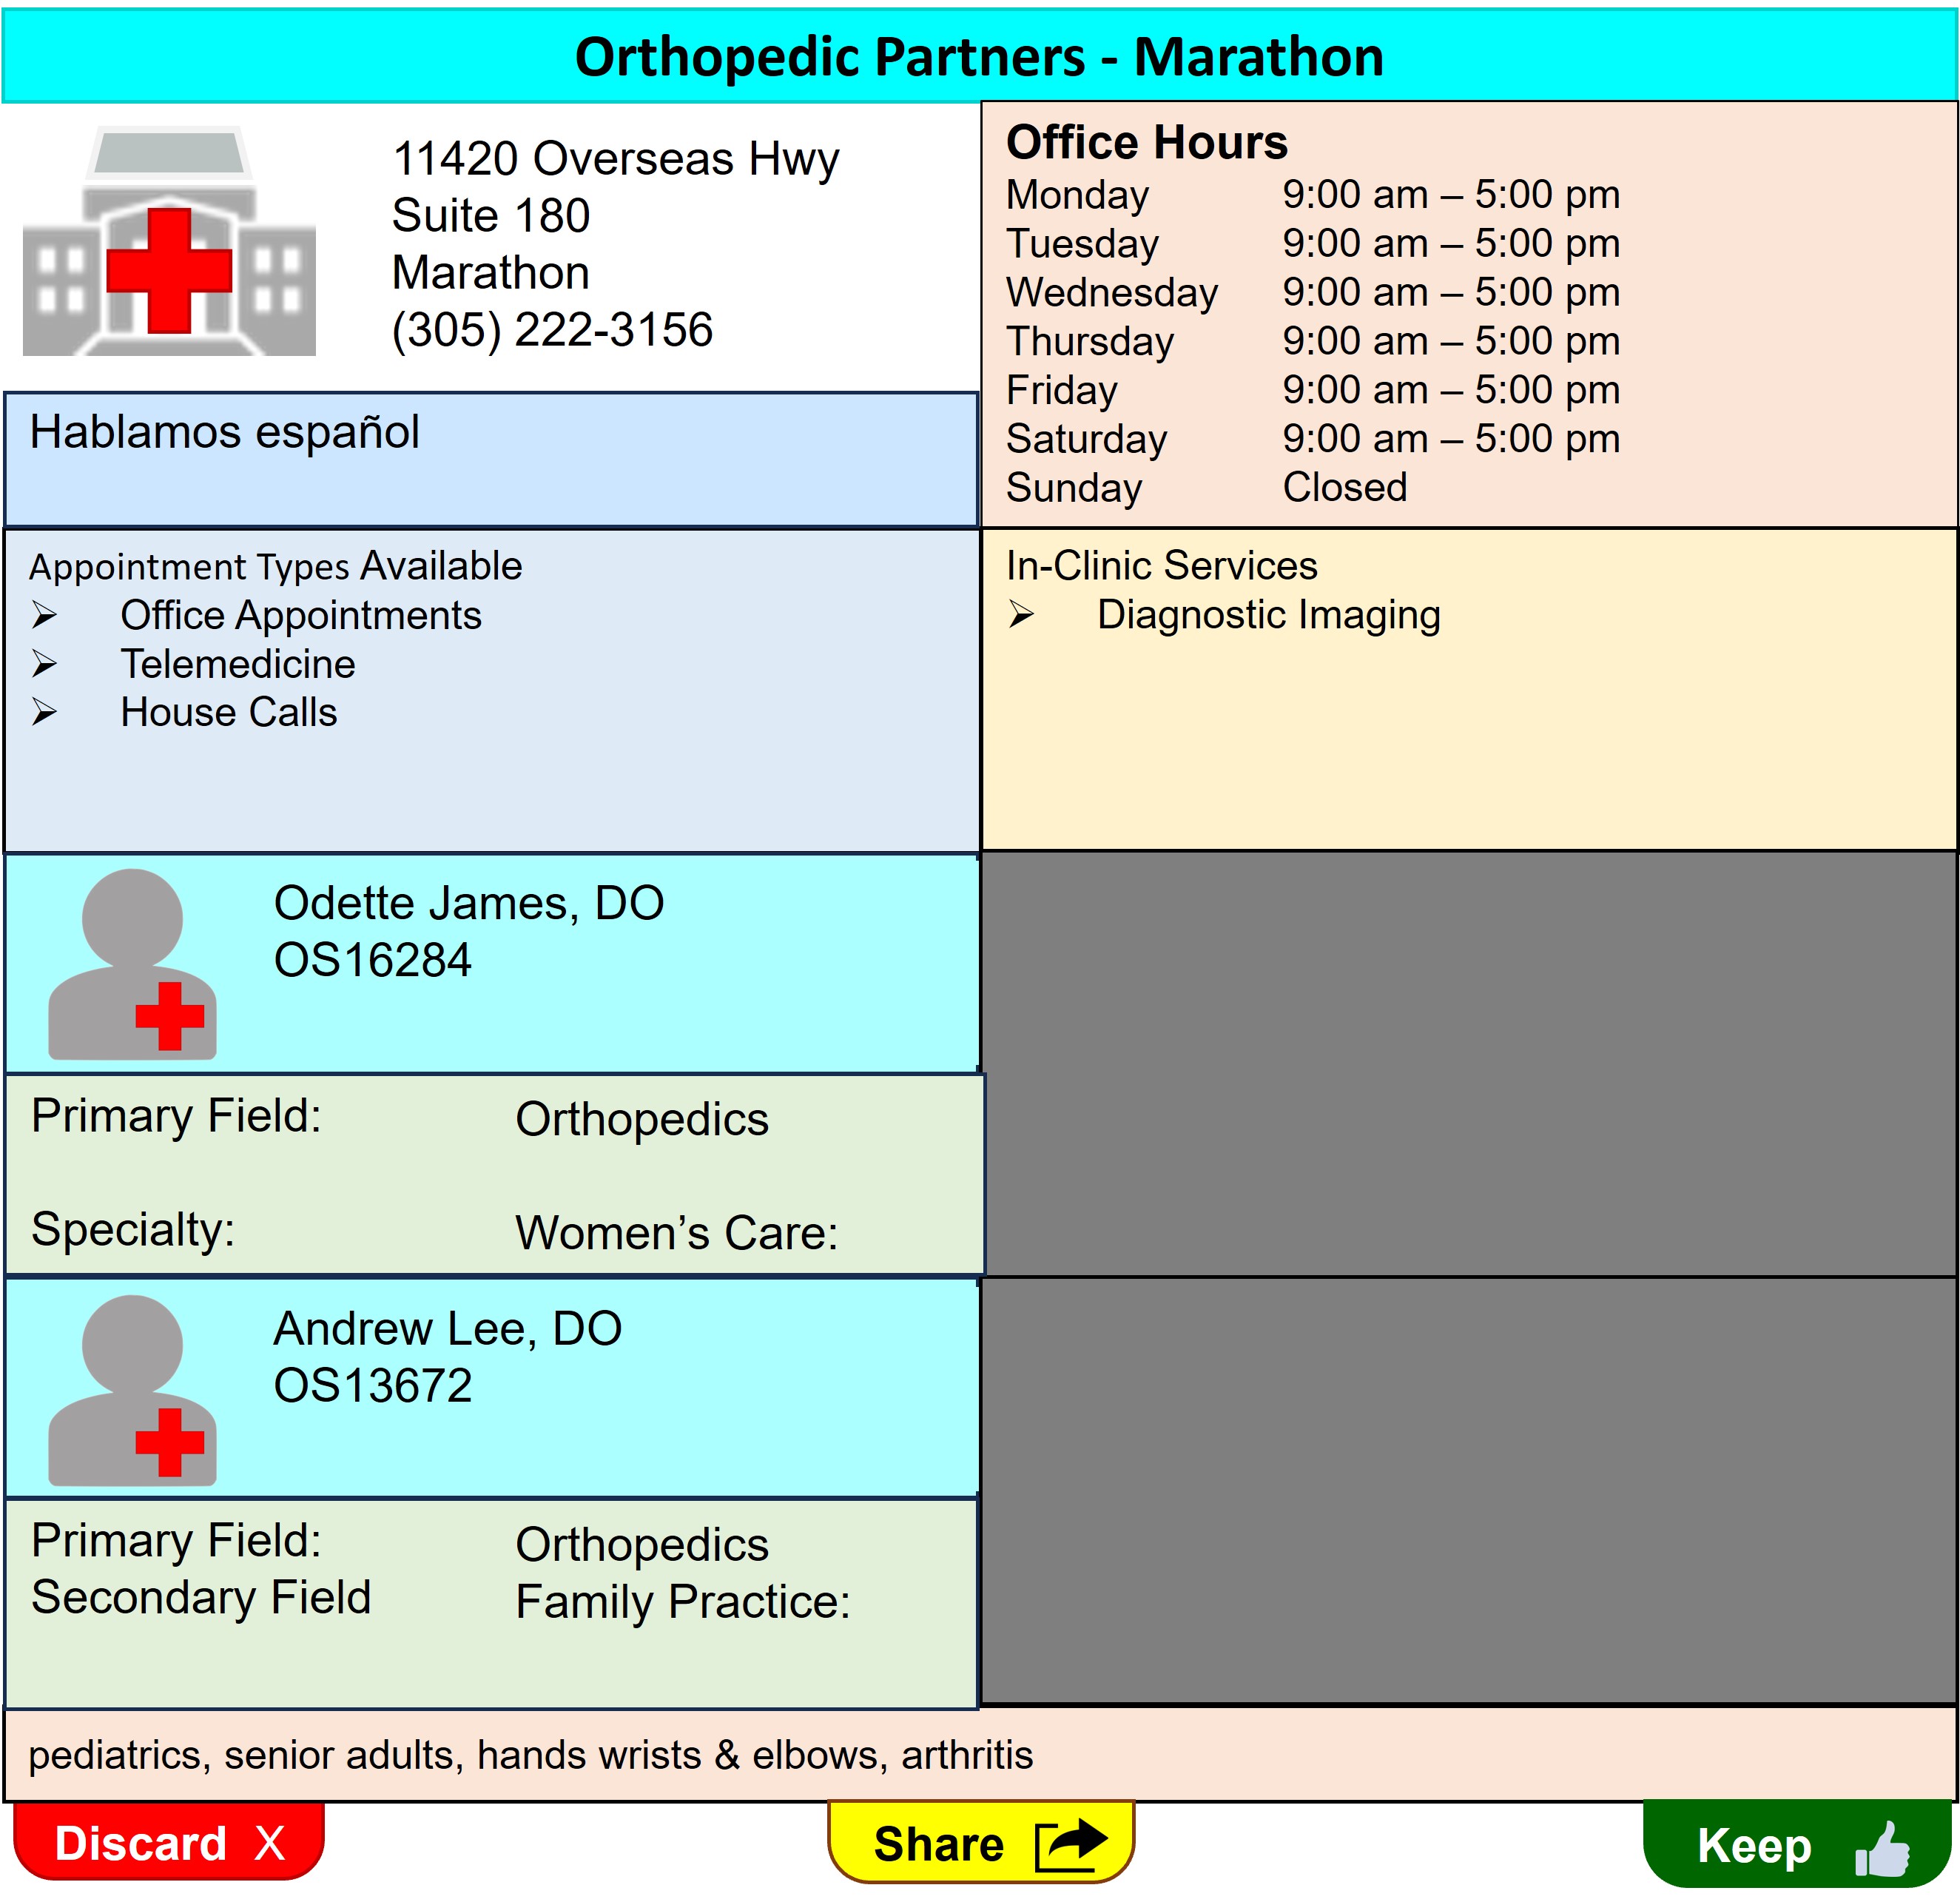 Orthopedic Partners - Marathon
11420 Overseas Hwy
Suite 180
Marathon
(305) 222-3156
Hablamos español
Office Hours
Monday 9:00 am – 5:00 pm
Tuesday 9:00 am – 5:00 pm
Wednesday 9:00 am – 5:00 pm
Thursday 9:00 am – 5:00 pm
Friday 9:00 am – 5:00 pm
Saturday 9:00 am – 5:00 pm
Sunday Closed
Appointment Types Available
➢ Office Appointments
➢ Telemedicine
➢ House Calls
In-Clinic Services
➢ Diagnostic Imaging
Odette James, DO
OS16284
Primary Field: Orthopedics
Specialty: Women’s Care:
Andrew Lee, DO
OS13672
Primary Field: Orthopedics
Secondary Field Family Practice:
pediatrics, senior adults, hands wrists & elbows, arthritis
Discard X
Share
Keep